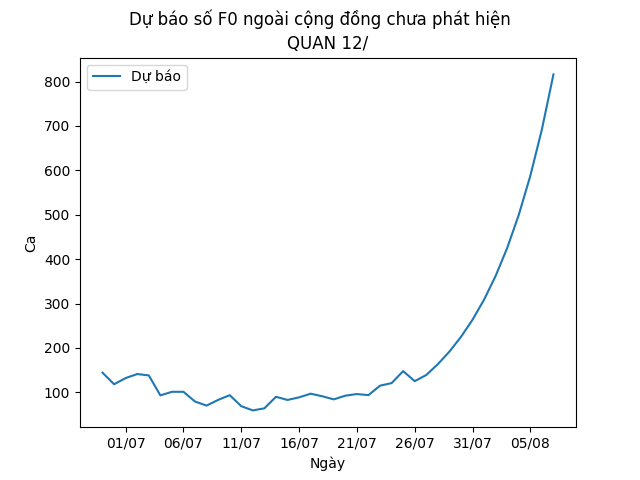 Dự báo số F0 ngoài cộng đồng chưa phát hiện
QUAN 12/
Dự báo
800
700
600
500
400
300
200
100
Ca
01/07 06/07 11/07 16/07 21/07 26/07 31/07 05/08
Ngày